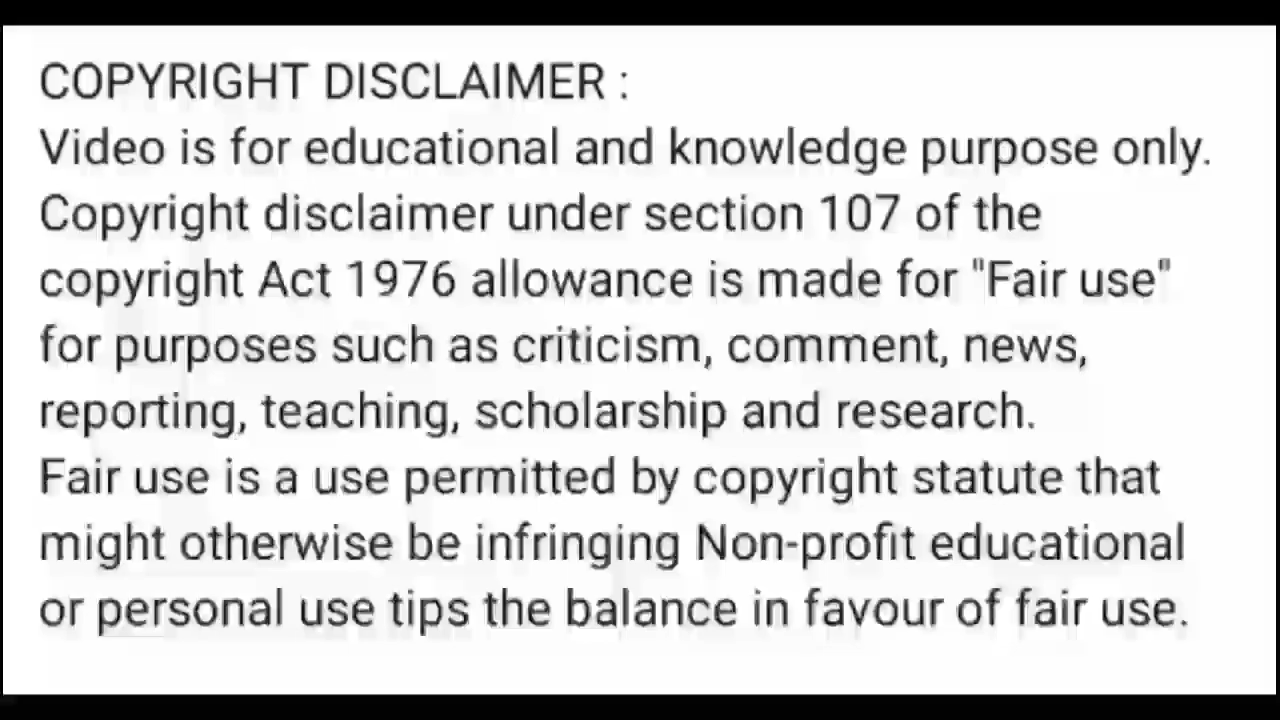 COPYRIGHT DISCLAIMER :
Video is for educational and knowledge purpose only.
Copyright disclaimer under section 107 of the
copyright Act 1976 allowance is made for "Fair use"
for purposes such as criticism, comment, news,
reporting, teaching, scholarship and research.
Fair use is a use permitted by copyright statute that
might otherwise be infringing Non-profit educational
or personal use tips the balance in favour of fair use.